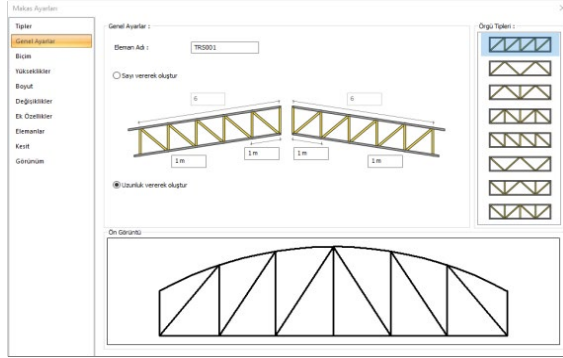 Makas Ayarları
Tipler
Genel Ayarlar
Biçim
Yükseklikler
Boyut
Değişiklikler
Ek Özellikler
Elemanlar
Kesit
Görünüm
Genel Ayarlar :
Eleman Adı :
TRS001
Sayı vererek oluştur
6
6
1 m
1 m
1 m
1 m
Uzunluk vererek oluştur
Örgü Tipleri :
Ön Görüntü